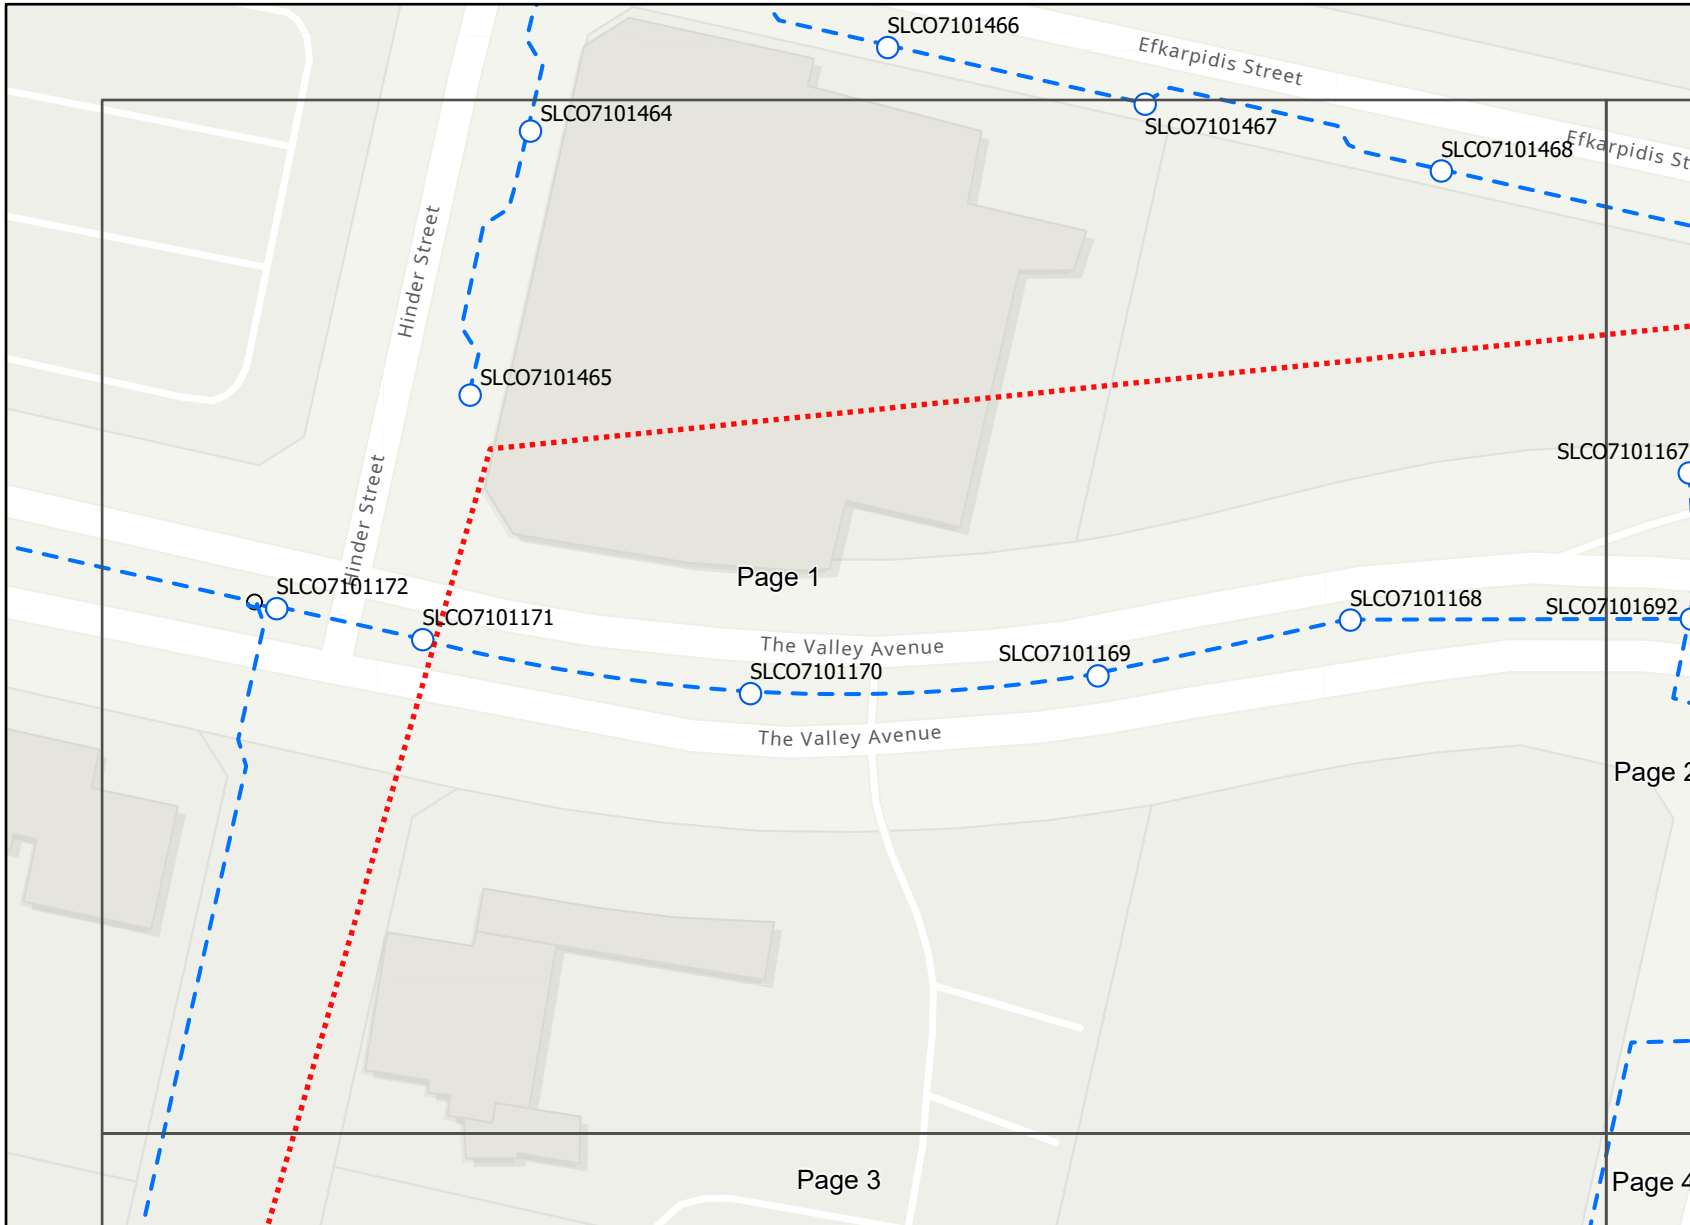 SLCO7101466
Efkarpidis Street
SLCO7101464
SLCO7101467
SLCO7101468
Efkarpidis St
Hinder Street
SLCO7101465
SLCO7101167
Hinder Street
Page 1
SLCO7101172
SLCO7101171
SLCO7101168
SLCO7101692
The Valley Avenue
SLCO7101169
SLCO7101170
The Valley Avenue
Page 2
Page 3
Page 4